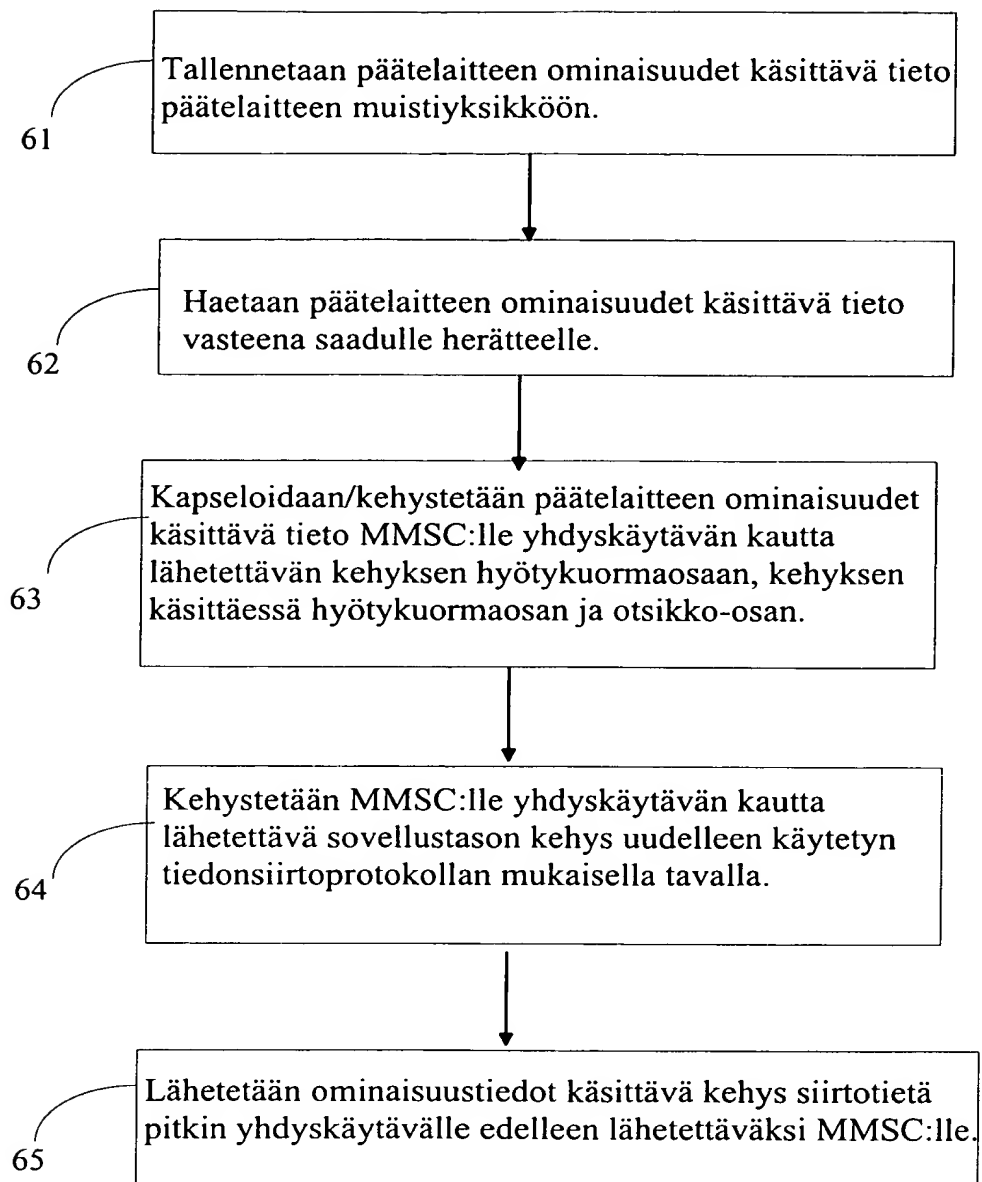 Tallennetaan päätelaitteen ominaisuudet käsittävä tieto
päätelaitteen muistiyksikköön.
61
Haetaan päätelaitteen ominaisuudet käsittävä tieto
vasteena saadulle herätteelle.
62
Kapseloidaan/kehystetään päätelaitteen ominaisuudet
käsittävä tieto MMSC:lle yhdyskäytävän kautta
lähetettävän kehyksen hyötykuormaosaan, kehyksen
käsittäessä hyötykuormaosan ja otsikko-osan.
63
Kehystetään MMSC:lle yhdyskäytävän kautta
lähetettävä sovellustason kehys uudelleen käytetyn
tiedonsiirtoprotokollan mukaisella tavalla.
64
Lähetetään ominaisuustiedot käsittävä kehys siirtotietä
pitkin yhdyskäytävälle edelleen lähetettäväksi MMSC:lle.
65